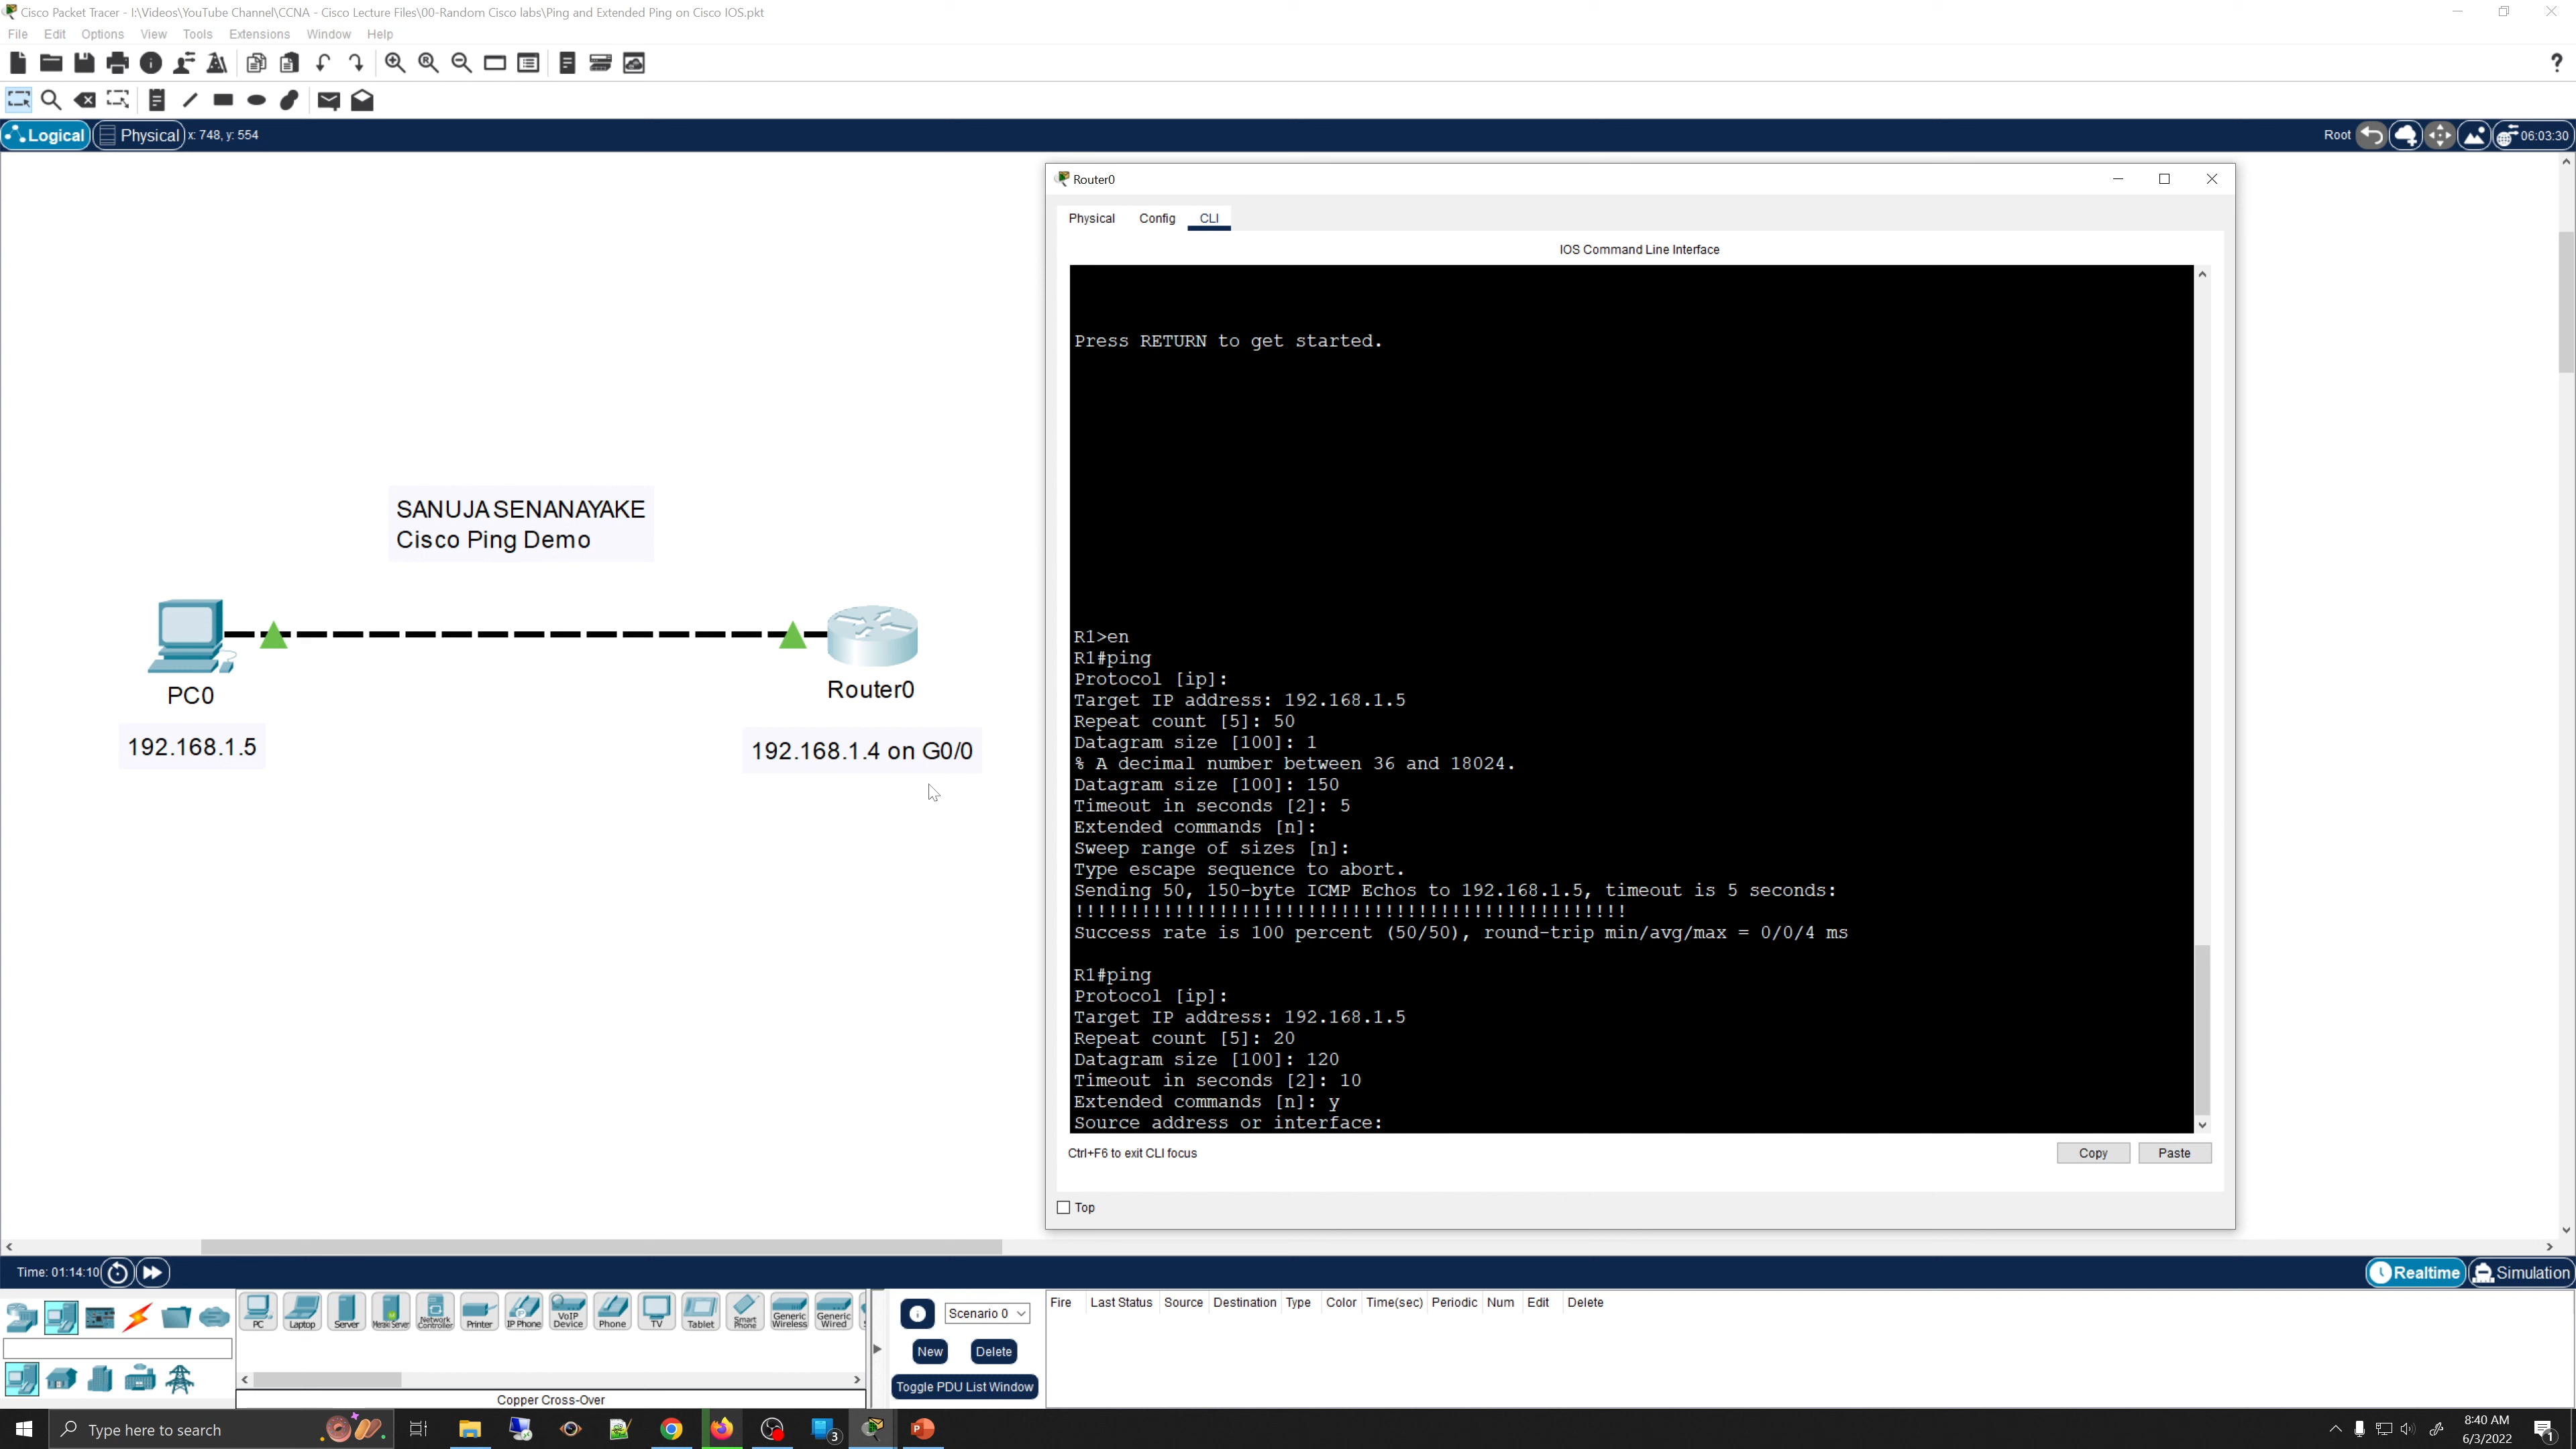 Cisco Packet Tracer - I:\Videos\YouTube Channel\CCNA - Cisco Lecture Files\00-Random Cisco labs\Ping and Extended Ping on Cisco IOS.pkt
File Edit Options View Tools Extensions Window Help
Logical Physical x: 748, y: 554 Root 06:03:30
SANUJA SENANAYAKE
Cisco Ping Demo
PC0
192.168.1.5
Router0
192.168.1.4 on G0/0
Router0
Physical Config CLI
IOS Command Line Interface
Press RETURN to get started.
R1>en
R1#ping
Protocol [ip]:
Target IP address: 192.168.1.5
Repeat count [5]: 50
Datagram size [100]: 1
% A decimal number between 36 and 18024.
Datagram size [100]: 150
Timeout in seconds [2]: 5
Extended commands [n]:
Sweep range of sizes [n]:
Type escape sequence to abort.
Sending 50, 150-byte ICMP Echos to 192.168.1.5, timeout is 5 seconds:
!!!!!!!!!!!!!!!!!!!!!!!!!!!!!!!!!!!!!!!!!!!!!!!!!!
Success rate is 100 percent (50/50), round-trip min/avg/max = 0/0/4 ms
R1#ping
Protocol [ip]:
Target IP address: 192.168.1.5
Repeat count [5]: 20
Datagram size [100]: 120
Timeout in seconds [2]: 10
Extended commands [n]: y
Source address or interface:
Ctrl+F6 to exit CLI focus
Copy Paste
Top
Time: 01:14:10 Realtime Simulation
PC Laptop Server Meraki Server Network Controller Printer IP Phone VoIP Device Phone TV Tablet Smart Phone Generic Wireless Generic Wired
Copper Cross-Over
Scenario 0
New Delete
Toggle PDU List Window
Fire Last Status Source Destination Type Color Time(sec) Periodic Num Edit Delete
Type here to search
3
8:40 AM
6/3/2022
1